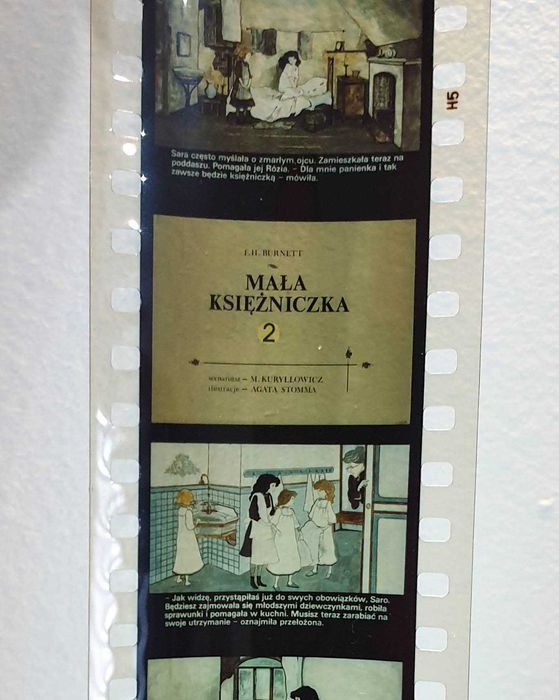 Sara często myślała o zmarłym ojcu. Zamieszkała teraz na
poddaszu. Pomagała jej Rózia. – Dla mnie panienka i tak
zawsze będzie księżniczką – mówiła.
H5
F.H. BURNETT
MAŁA
KSIĘŻNICZKA
2
scenariusz – M. KURYŁŁOWICZ
ilustracje – AGATA STOMMA
– Jak widzę, przystąpiłaś już do swych obowiązków, Saro.
Będziesz zajmowała się młodszymi dziewczynkami, robiła
sprawunki i pomagała w kuchni. Musisz teraz zarabiać na
swoje utrzymanie – oznajmiła przełożona.